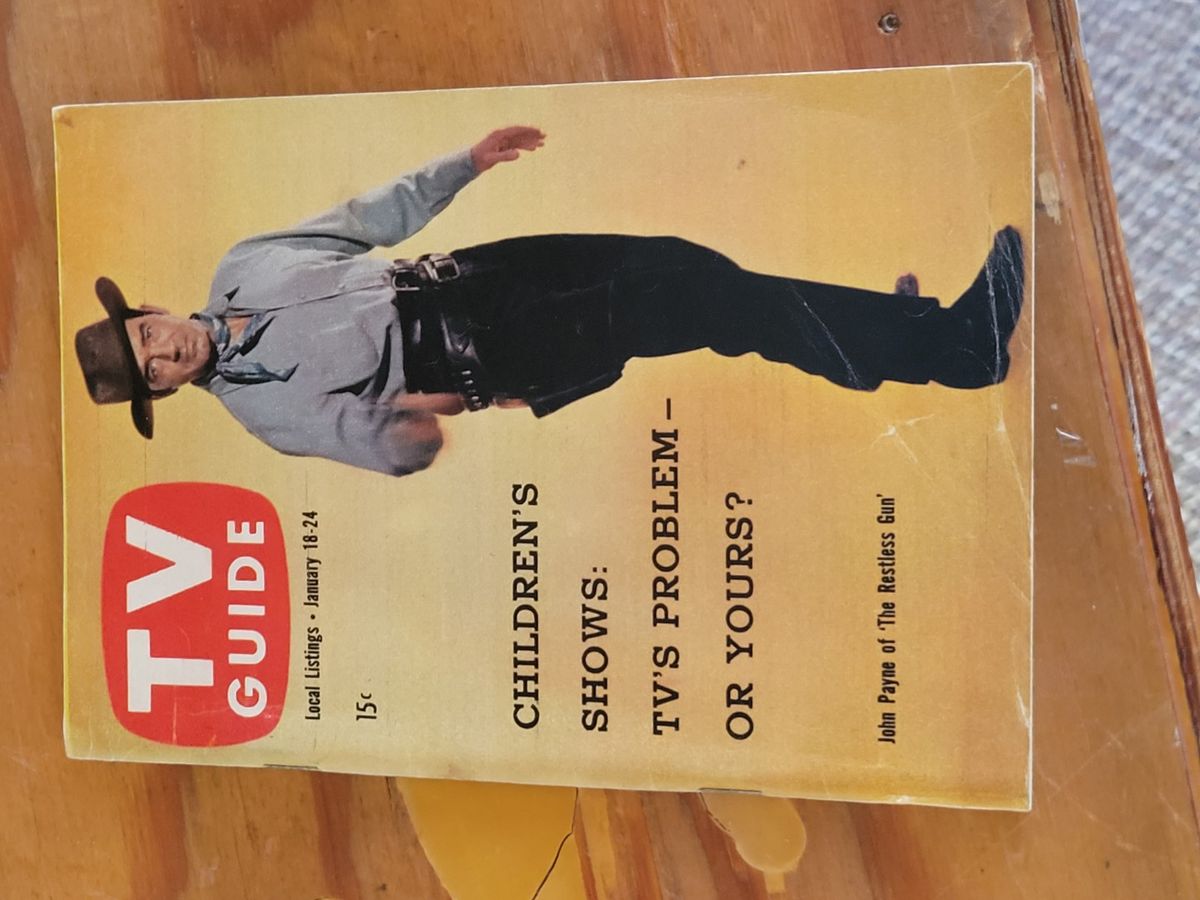 TV
GUIDE
Local Listings • January 18-24
15¢
CHILDREN'S
SHOWS:
TV'S PROBLEM—
OR YOURS?
John Payne of 'The Restless Gun'